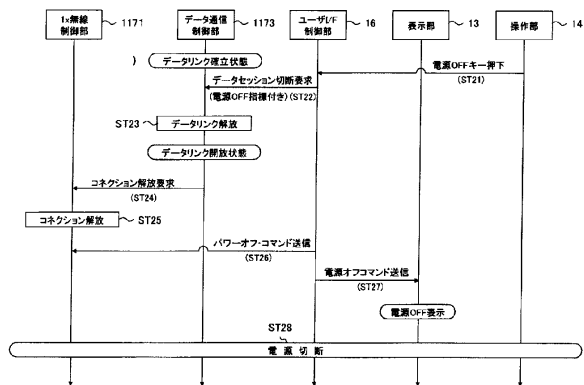 1x無線
制御部
1171
データ通信
制御部
1173
ユーザI/F
制御部
16
表示部
13
操作部
14
)
データリンク確立状態
電源OFFキー押下
(ST21)
データセッション切断要求
(電源OFF指標付き)(ST22)
ST23
データリンク解放
データリンク開放状態
コネクション解放要求
(ST24)
コネクション解放
ST25
パワーオフ・コマンド送信
(ST26)
電源オフコマンド送信
(ST27)
電源OFF表示
ST28
電 源 切 断